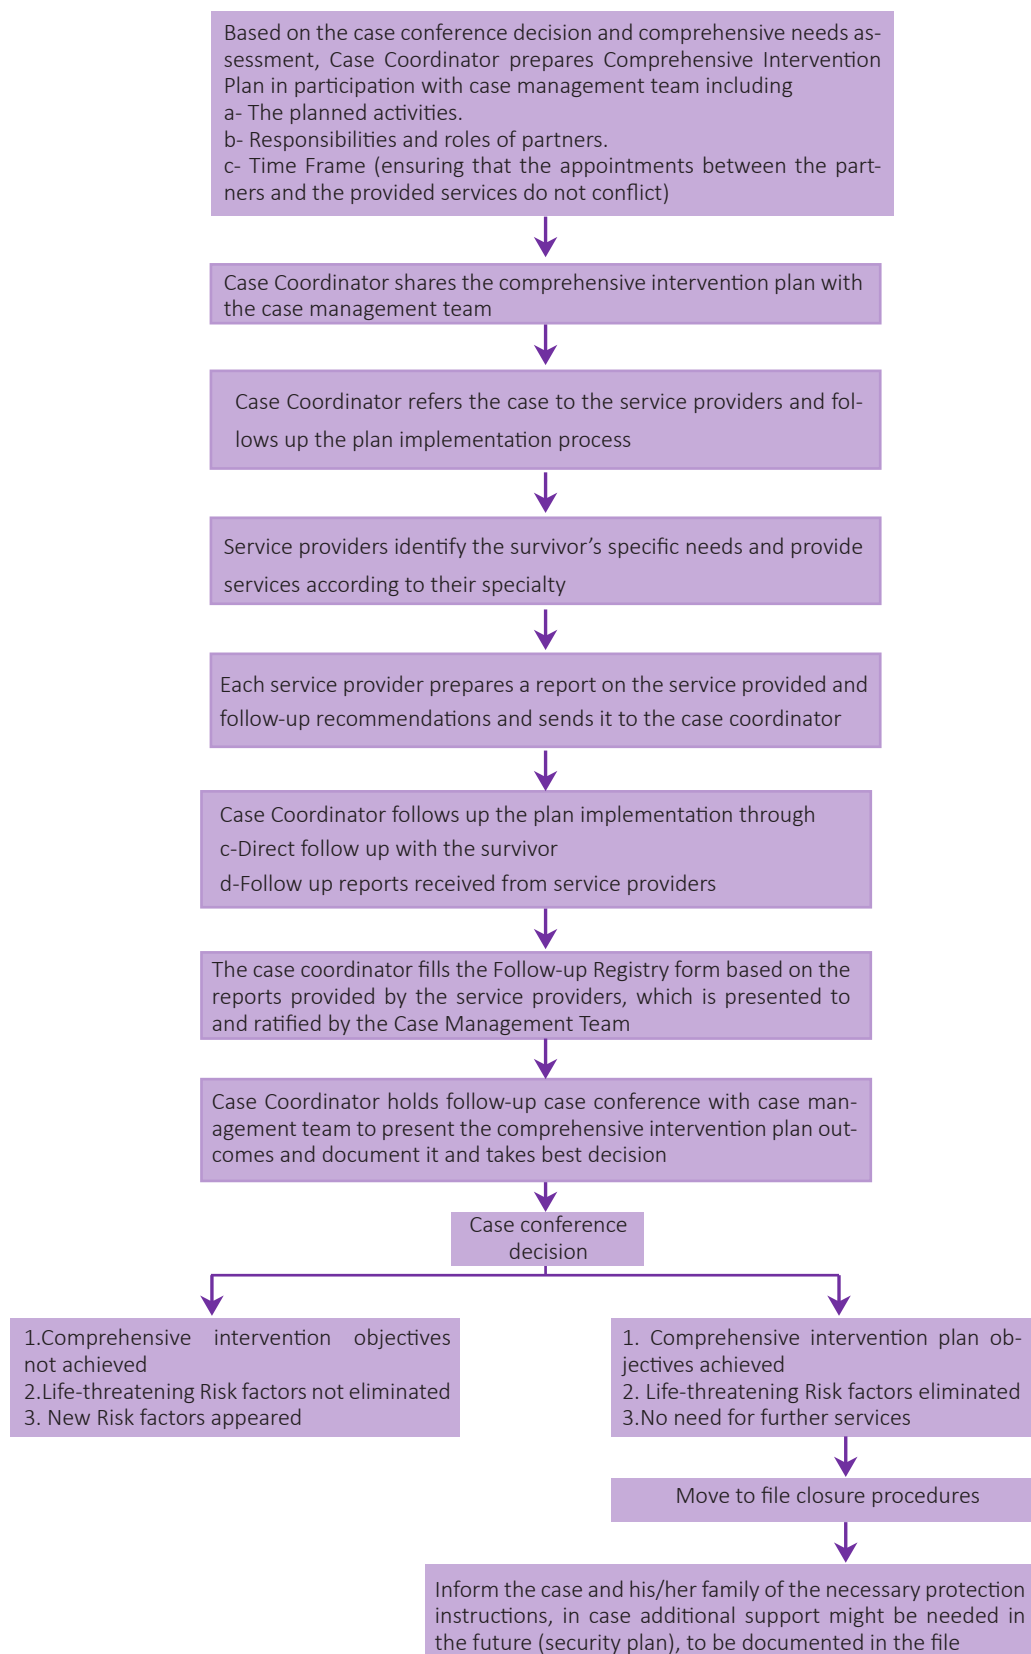 Based on the case conference decision and comprehensive needs as-
sessment, Case Coordinator prepares Comprehensive Intervention
Plan in participation with case management team including
a- The planned activities.
b- Responsibilities and roles of partners.
c- Time Frame (ensuring that the appointments between the part-
ners and the provided services do not conflict)
Case Coordinator shares the comprehensive intervention plan with
the case management team
Case Coordinator refers the case to the service providers and fol-
lows up the plan implementation process
Service providers identify the survivor’s specific needs and provide
services according to their specialty
Each service provider prepares a report on the service provided and
follow-up recommendations and sends it to the case coordinator
Case Coordinator follows up the plan implementation through
c-Direct follow up with the survivor
d-Follow up reports received from service providers
The case coordinator fills the Follow-up Registry form based on the
reports provided by the service providers, which is presented to
and ratified by the Case Management Team
Case Coordinator holds follow-up case conference with case man-
agement team to present the comprehensive intervention plan out-
comes and document it and takes best decision
Case conference
decision
1.Comprehensive intervention objectives
not achieved
2.Life-threatening Risk factors not eliminated
3. New Risk factors appeared
1. Comprehensive intervention plan ob-
jectives achieved
2. Life-threatening Risk factors eliminated
3.No need for further services
Move to file closure procedures
Inform the case and his/her family of the necessary protection
instructions, in case additional support might be needed in
the future (security plan), to be documented in the file